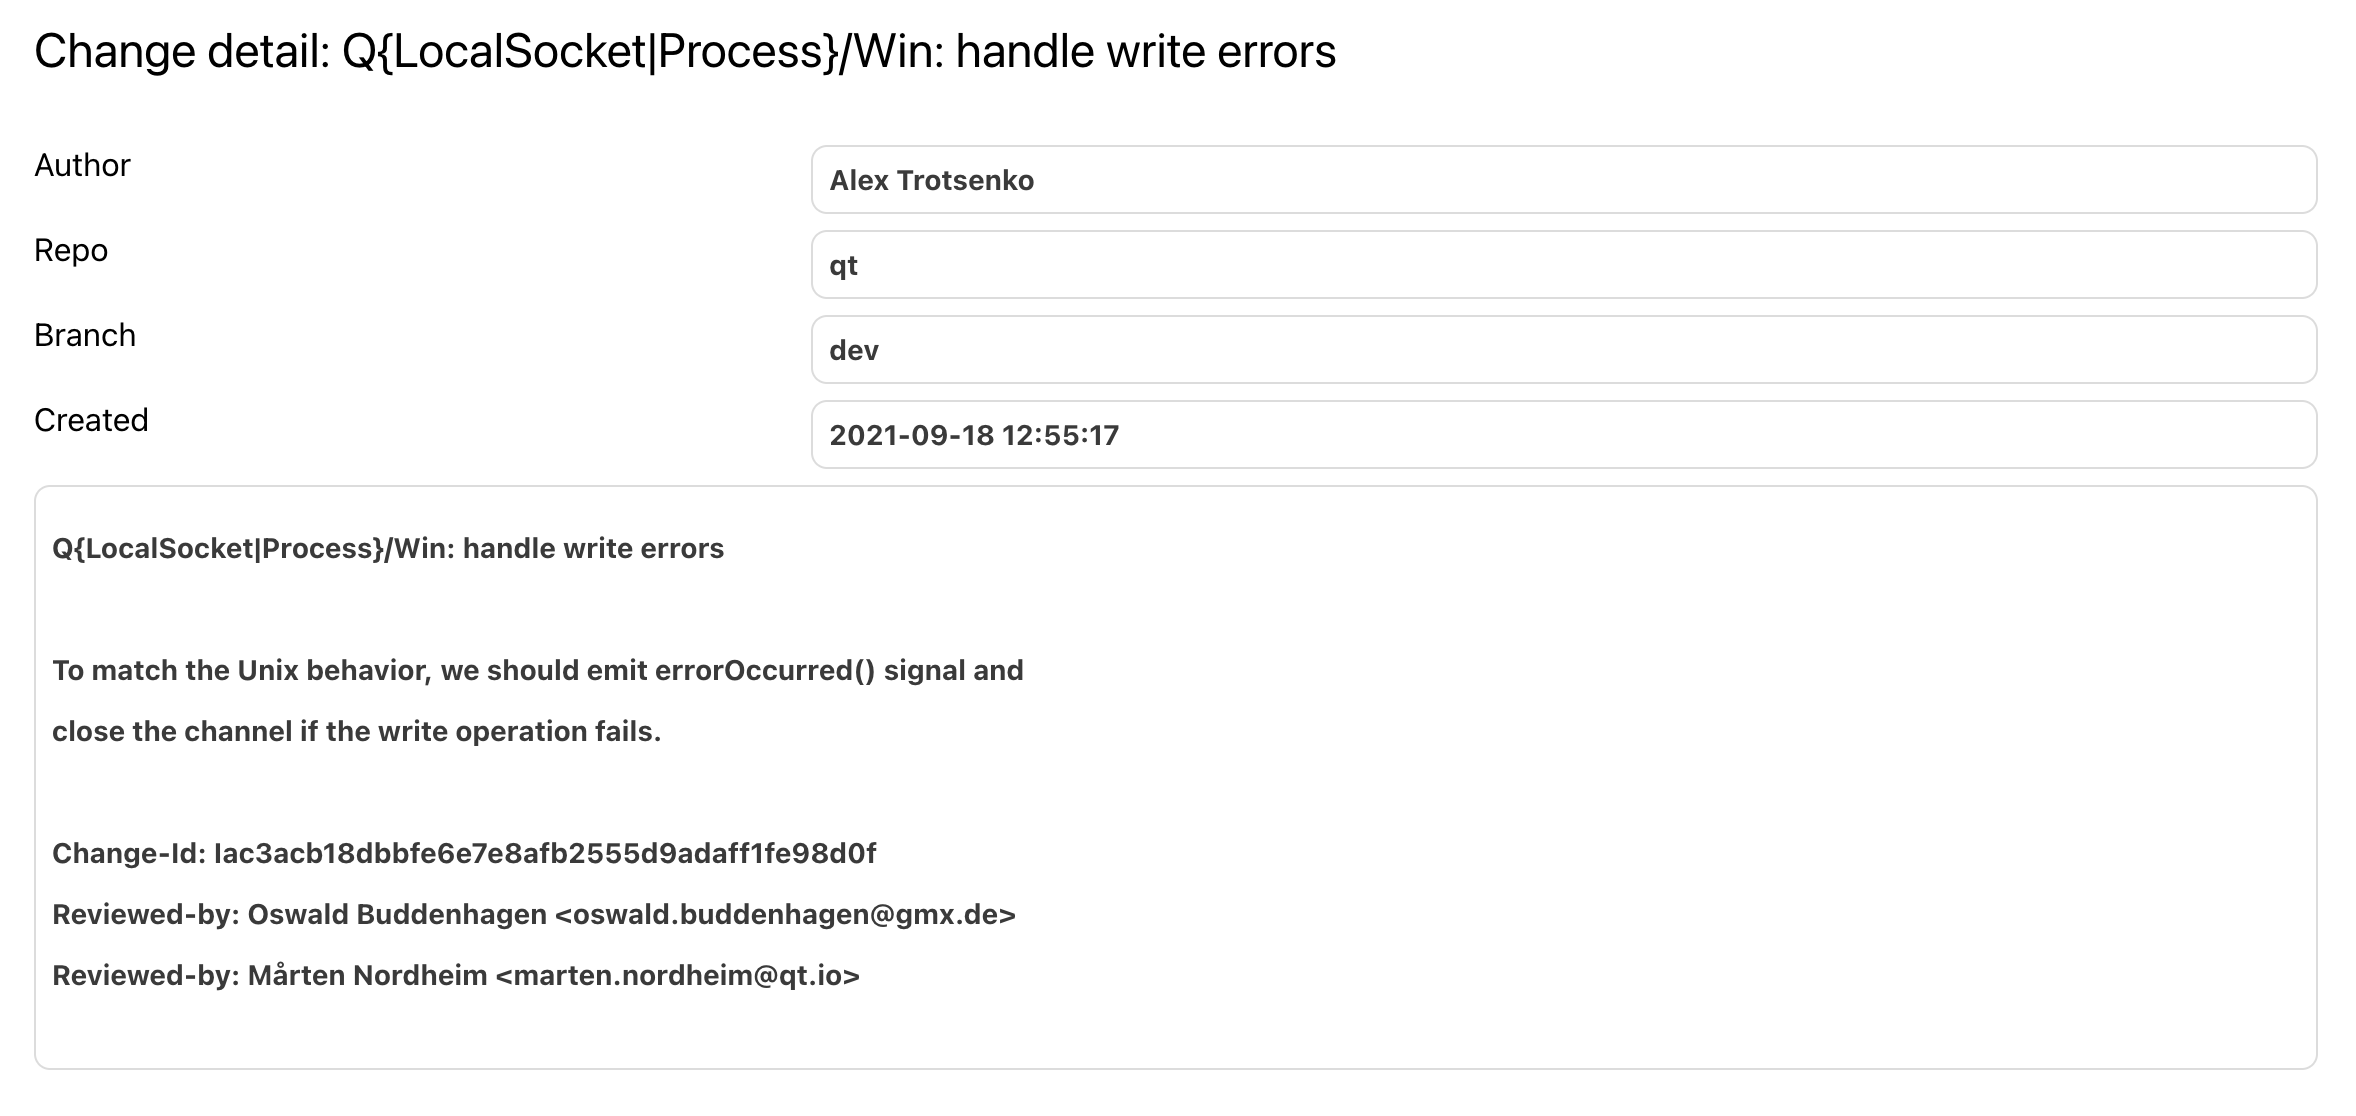 Change detail: Q{LocalSocket|Process}/Win: handle write errors
Author
Alex Trotsenko
Repo
qt
Branch
dev
Created
2021-09-18 12:55:17
Q{LocalSocket|Process}/Win: handle write errors
To match the Unix behavior, we should emit errorOccurred() signal and
close the channel if the write operation fails.
Change-Id: Iac3acb18dbbfe6e7e8afb2555d9adaff1fe98d0f
Reviewed-by: Oswald Buddenhagen <oswald.buddenhagen@gmx.de>
Reviewed-by: Mårten Nordheim <marten.nordheim@qt.io>